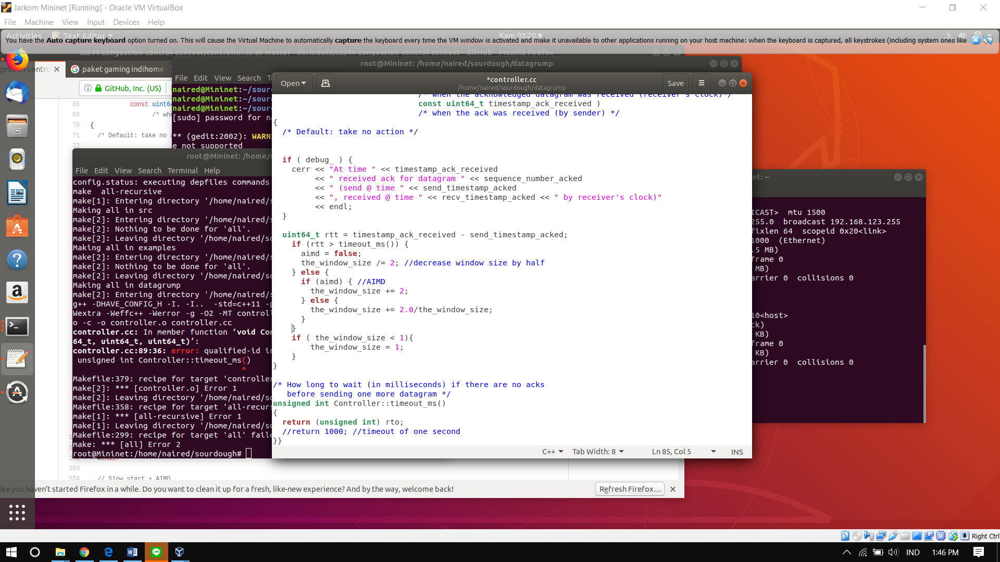 Jarkom Mininet [Running] - Oracle VM VirtualBox
File Machine View Input Devices Help
Activities Text Editor Kam 03:20
You have the Auto capture keyboard option turned on. This will cause the Virtual Machine to automatically capture the keyboard every time the VM window is activated and make it unavailable to other applications running on your host machine: when the keyboard is captured, all keystrokes (including system ones like
cs244-congestion-control-contest/controller.cc at master · derindutz/cs244-congestion-control-contest · GitHub - Mozilla Firefox
paket gaming indihome -
GitHub, Inc. (US)
68 const uint64
69 /* whe
70 {
71 /* Default: take no a
72
103
104 // Slow start + AIMD
root@Mininet: /home/naired/sourdough/datagrump
File Edit View Search T
naired@Mininet:~/sour
naired@Mininet:~/sour
naired@Mininet:~/sour
[sudo] password for n
** (gedit:2002): WARN
e not supported
root@Mininet: /home/n
File Edit View Search Terminal Help
config.status: executing depfiles commands
make  all-recursive
make[1]: Entering directory '/home/naired/s
Making all in src
make[2]: Entering directory '/home/naired/s
make[2]: Nothing to be done for 'all'.
make[2]: Leaving directory '/home/naired/so
Making all in examples
make[2]: Entering directory '/home/naired/s
make[2]: Nothing to be done for 'all'.
make[2]: Leaving directory '/home/naired/so
Making all in datagrump
make[2]: Entering directory '/home/naired/s
g++ -DHAVE_CONFIG_H -I. -I..  -std=c++11 -p
Wextra -Weffc++ -Werror -g -O2 -MT controll
o -c -o controller.o controller.cc
controller.cc: In member function ‘void Con
64_t, uint64_t, uint64_t)’:
controller.cc:89:36: error: qualified-id in
unsigned int Controller::timeout_ms()
^
Makefile:379: recipe for target 'controller
make[2]: *** [controller.o] Error 1
make[2]: Leaving directory '/home/naired/so
Makefile:358: recipe for target 'all-recurs
make[1]: *** [all-recursive] Error 1
make[1]: Leaving directory '/home/naired/so
Makefile:299: recipe for target 'all' faile
make: *** [all] Error 2
root@Mininet:/home/naired/sourdough#
Open *controller.cc Save
/home/naired/sourdough/datagrump
/* when the acknowledged datagram was received (receiver's clock)*/
const uint64_t timestamp_ack_received )
/* when the ack was received (by sender) */
{
/* Default: take no action */
if ( debug_ ) {
cerr << "At time " << timestamp_ack_received
<< " received ack for datagram " << sequence_number_acked
<< " (send @ time " << send_timestamp_acked
<< ", received @ time " << recv_timestamp_acked << " by receiver's clock)"
<< endl;
}
uint64_t rtt = timestamp_ack_received - send_timestamp_acked;
if (rtt > timeout_ms()) {
aimd = false;
the_window_size /= 2; //decrease window size by half
} else {
if (aimd) { //AIMD
the_window_size += 2;
} else {
the_window_size += 2.0/the_window_size;
}
}
if ( the_window_size < 1){
the_window_size = 1;
}
}
/* How long to wait (in milliseconds) if there are no acks
before sending one more datagram */
unsigned int Controller::timeout_ms()
{
return (unsigned int) rto;
//return 1000; //timeout of one second
}}
C++ Tab Width: 8 Ln 85, Col 5 INS
et: ~
ICAST>  mtu 1500
255.0  broadcast 192.168.123.255
fixlen 64  scopeid 0x20<link>
1000  (Ethernet)
.5 MB)
frame 0
MB)
arrier 0  collisions 0
10<host>
ck)
KB)
frame 0
KB)
arrier 0  collisions 0
ike you haven’t started Firefox in a while. Do you want to clean it up for a fresh, like-new experience? And by the way, welcome back!
Refresh Firefox…
Right Ctrl
IND 1:46 PM